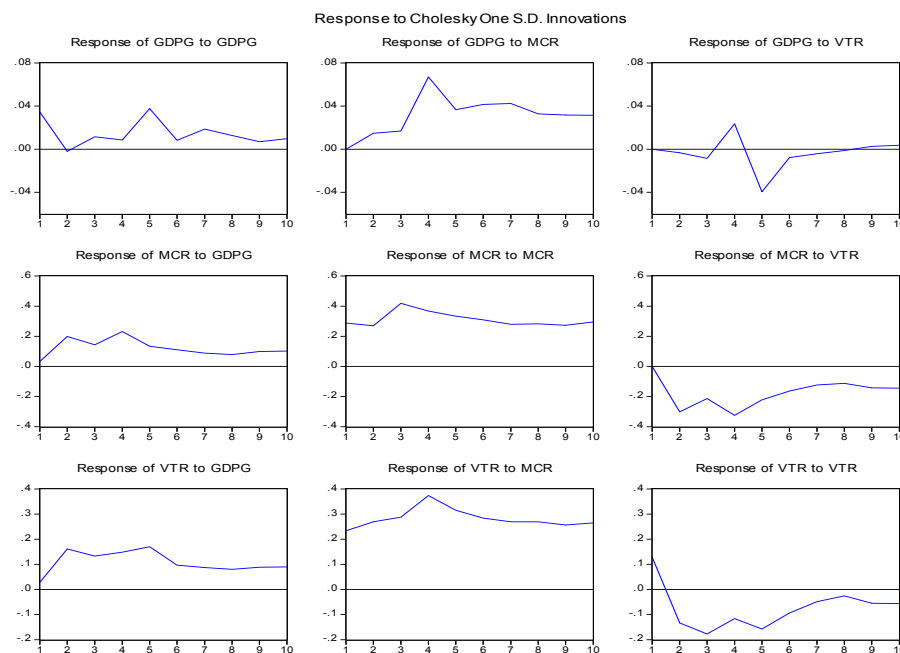 Response to Cholesky One S.D. Innovations
Response of GDPG to GDPG
.08
.04
.00
-.04
1 2 3 4 5 6 7 8 9 10
Response of GDPG to MCR
.08
.04
.00
-.04
1 2 3 4 5 6 7 8 9 10
Response of GDPG to VTR
.08
.04
.00
-.04
1 2 3 4 5 6 7 8 9 10
Response of MCR to GDPG
.6
.4
.2
.0
-.2
-.4
1 2 3 4 5 6 7 8 9 10
Response of MCR to MCR
.6
.4
.2
.0
-.2
-.4
1 2 3 4 5 6 7 8 9 10
Response of MCR to VTR
.6
.4
.2
.0
-.2
-.4
1 2 3 4 5 6 7 8 9 10
Response of VTR to GDPG
.4
.3
.2
.1
.0
-.1
-.2
1 2 3 4 5 6 7 8 9 10
Response of VTR to MCR
.4
.3
.2
.1
.0
-.1
-.2
1 2 3 4 5 6 7 8 9 10
Response of VTR to VTR
.4
.3
.2
.1
.0
-.1
-.2
1 2 3 4 5 6 7 8 9 10